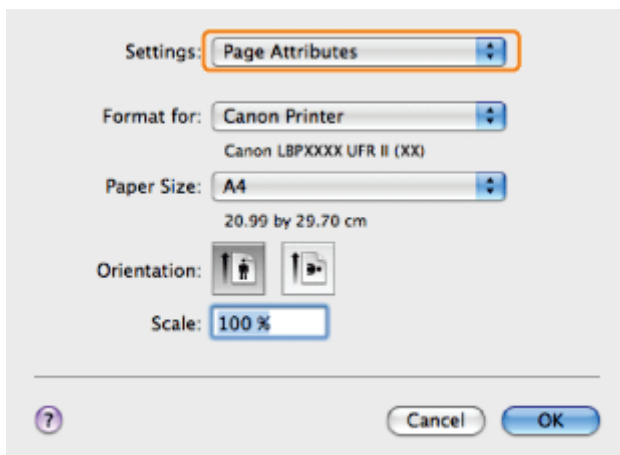 Settings: Page Attributes
Format for: Canon Printer
Canon LBPXXXX UFR II (XX)
Paper Size: A4
20.99 by 29.70 cm
Orientation:
Scale: 100 %
? Cancel OK